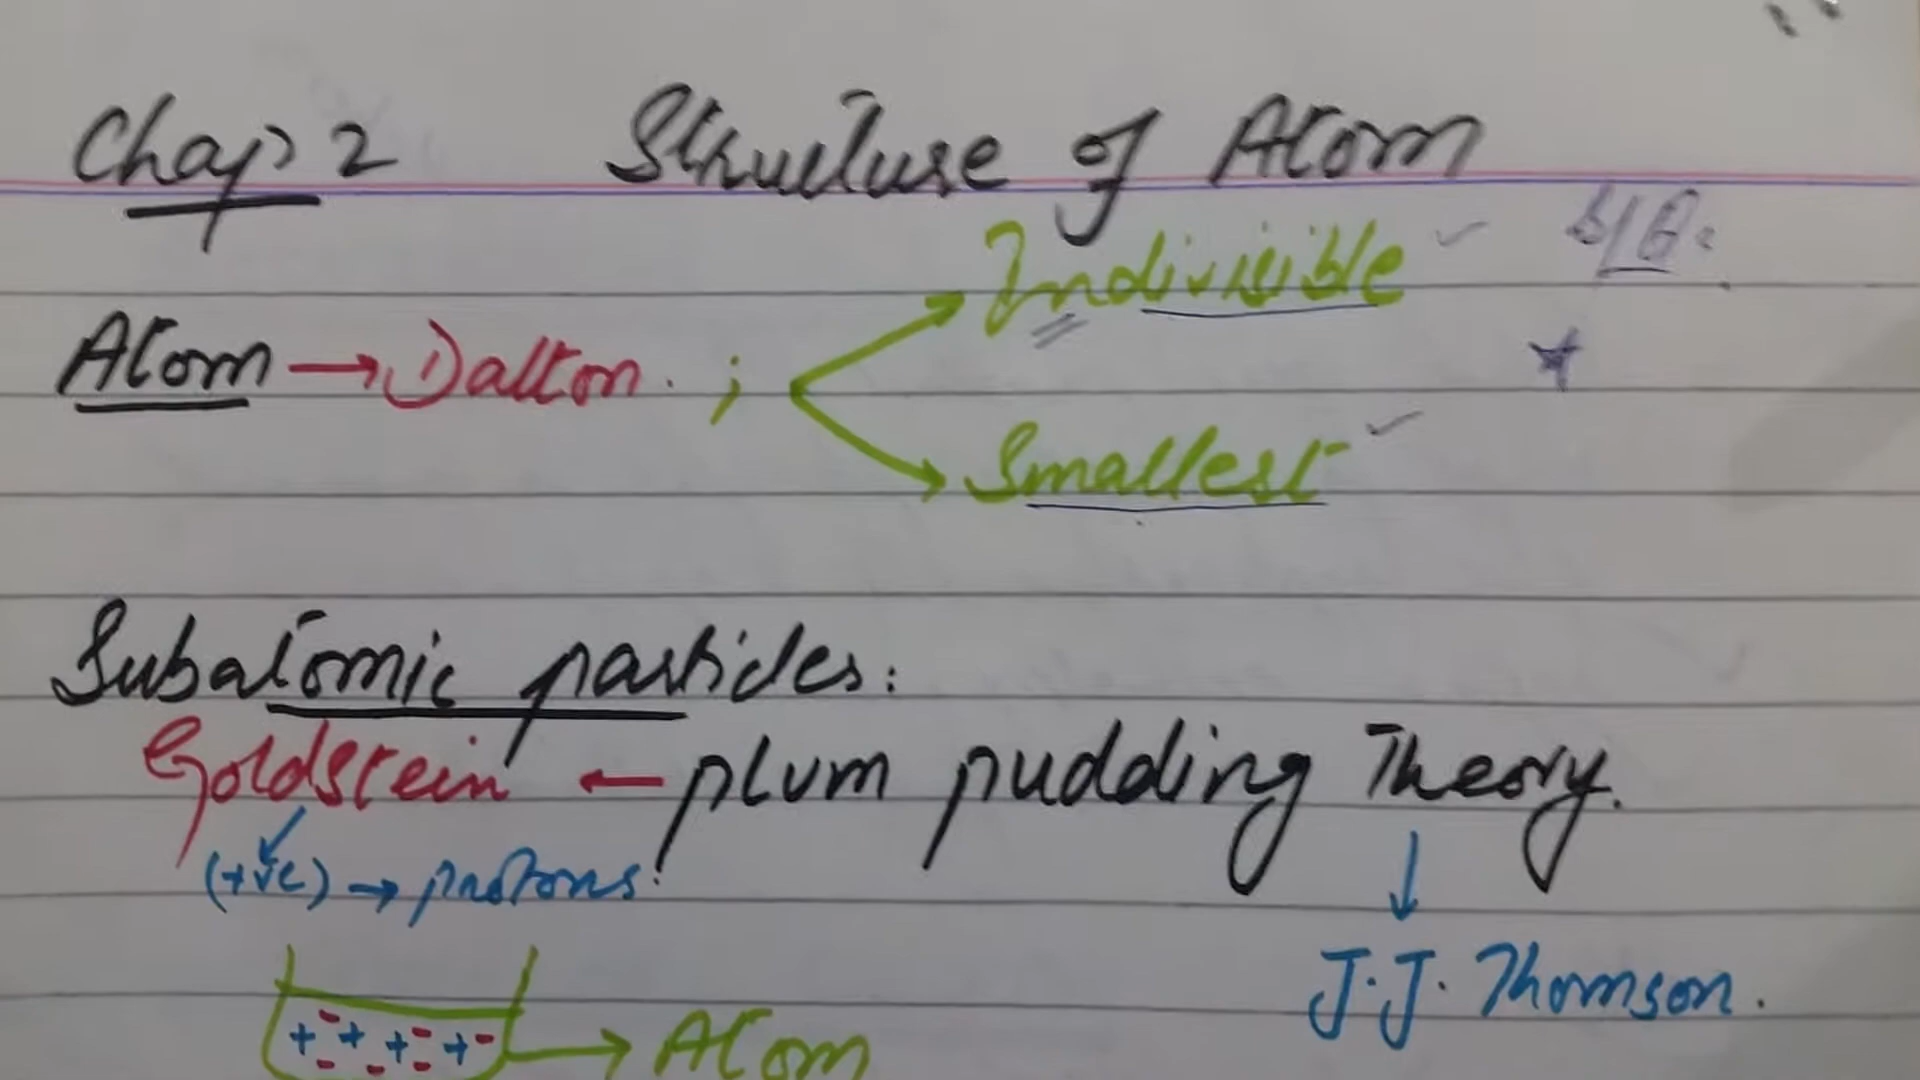 Chap 2 Structure of Atom
Indivisible
Atom → Dalton. ;
Smallest
Subatomic particles:
Goldstein ← plum pudding Theory.
(+ve) → protons.
J.J. Thomson.
+ - + + - + -
- - -
→ Atom